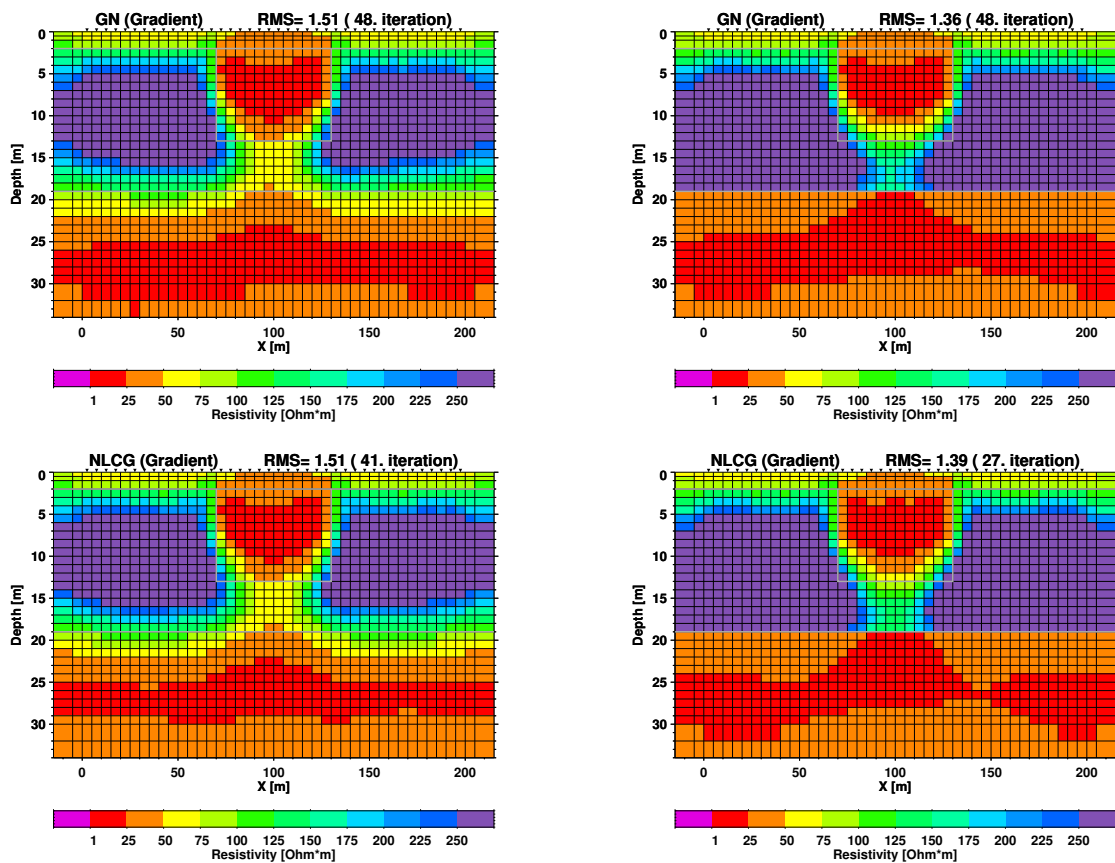 GN (Gradient) RMS= 1.51 ( 48. iteration)
0
5
10
15
20
25
30
Depth [m]
0 50 100 150 200
X [m]
1 25 50 75 100 125 150 175 200 225 250
Resistivity [Ohm*m]
GN (Gradient) RMS= 1.36 ( 48. iteration)
0
5
10
15
20
25
30
Depth [m]
0 50 100 150 200
X [m]
1 25 50 75 100 125 150 175 200 225 250
Resistivity [Ohm*m]
NLCG (Gradient) RMS= 1.51 ( 41. iteration)
0
5
10
15
20
25
30
Depth [m]
0 50 100 150 200
X [m]
1 25 50 75 100 125 150 175 200 225 250
Resistivity [Ohm*m]
NLCG (Gradient) RMS= 1.39 ( 27. iteration)
0
5
10
15
20
25
30
Depth [m]
0 50 100 150 200
X [m]
1 25 50 75 100 125 150 175 200 225 250
Resistivity [Ohm*m]